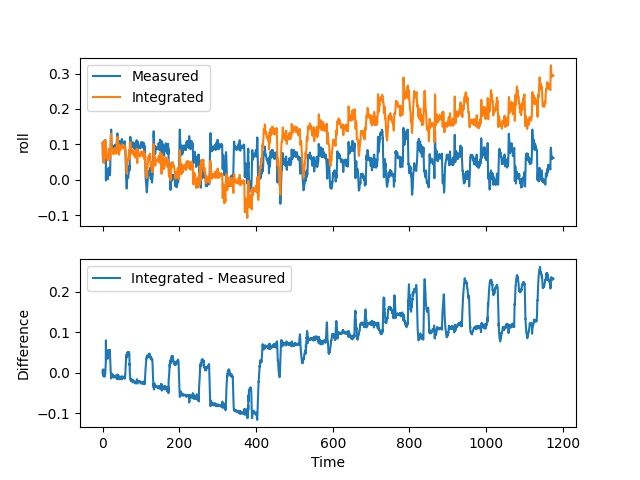 Measured
Integrated
roll
0.3
0.2
0.1
0.0
−0.1
Integrated - Measured
Difference
0.2
0.1
0.0
−0.1
0 200 400 600 800 1000 1200
Time